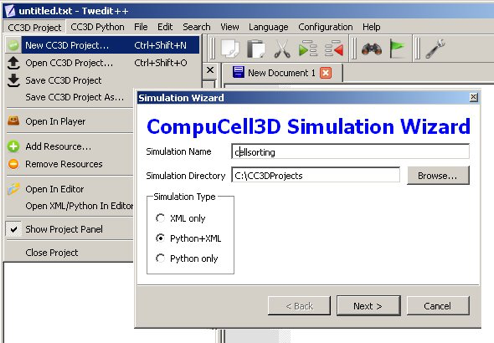 untitled.txt - Twedit++
CC3D Project CC3D Python File Edit Search View Language Configuration Help
New CC3D Project... Ctrl+Shift+N
Open CC3D Project... Ctrl+Shift+O
Save CC3D Project
Save CC3D Project As...
Open In Player
Add Resource...
Remove Resources
Open In Editor
Open XML/Python In Editor
Show Project Panel
Close Project
New Document 1
Simulation Wizard
CompuCell3D Simulation Wizard
Simulation Name cellsorting
Simulation Directory C:\CC3DProjects Browse...
Simulation Type
XML only
Python+XML
Python only
< Back Next > Cancel